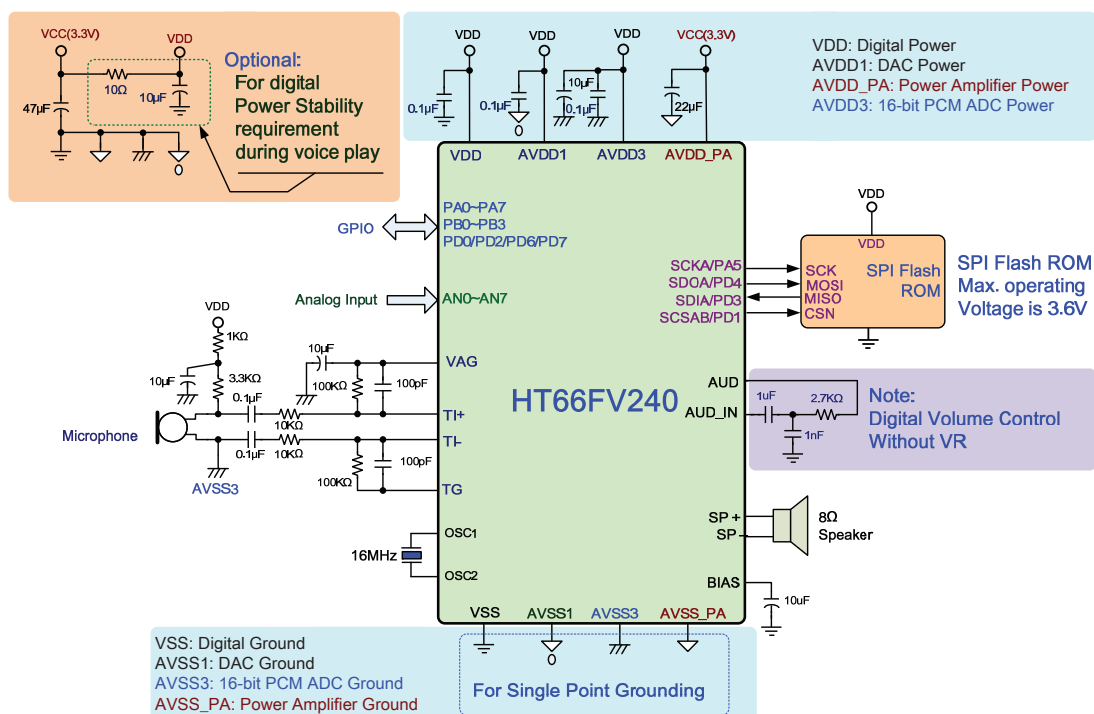 VCC(3.3V)
VDD
Optional:
10Ω
10µF
47µF
0
For digital
Power Stability
requirement
during voice play
VDD
VDD
VDD
VCC(3.3V)
0.1µF
0.1µF
0
10µF
0.1µF
22µF
VDD: Digital Power
AVDD1: DAC Power
AVDD_PA: Power Amplifier Power
AVDD3: 16-bit PCM ADC Power
VDD
AVDD1
AVDD3
AVDD_PA
GPIO
PA0~PA7
PB0~PB3
PD0/PD2/PD6/PD7
Analog Input
AN0~AN7
VDD
1KΩ
10µF
3.3KΩ
0.1µF
10KΩ
Microphone
0.1µF
10KΩ
AVSS3
10µF
100KΩ
100pF
100KΩ
100pF
VAG
TI+
TI-
TG
16MHz
OSC1
OSC2
HT66FV240
SCKA/PA5
SDOA/PD4
SDIA/PD3
SCSAB/PD1
VDD
VDD
SCK
MOSI
MISO
CSN
SPI Flash
ROM
SPI Flash ROM
Max. operating
Voltage is 3.6V
AUD
AUD_IN
1uF
2.7KΩ
1nF
Note:
Digital Volume Control
Without VR
SP +
SP -
8Ω
Speaker
BIAS
10uF
VSS
AVSS1
AVSS3
AVSS_PA
0
VSS: Digital Ground
AVSS1: DAC Ground
AVSS3: 16-bit PCM ADC Ground
AVSS_PA: Power Amplifier Ground
For Single Point Grounding